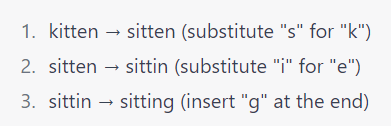 1. kitten → sitten (substitute "s" for "k")
2. sitten → sittin (substitute "i" for "e")
3. sittin → sitting (insert "g" at the end)